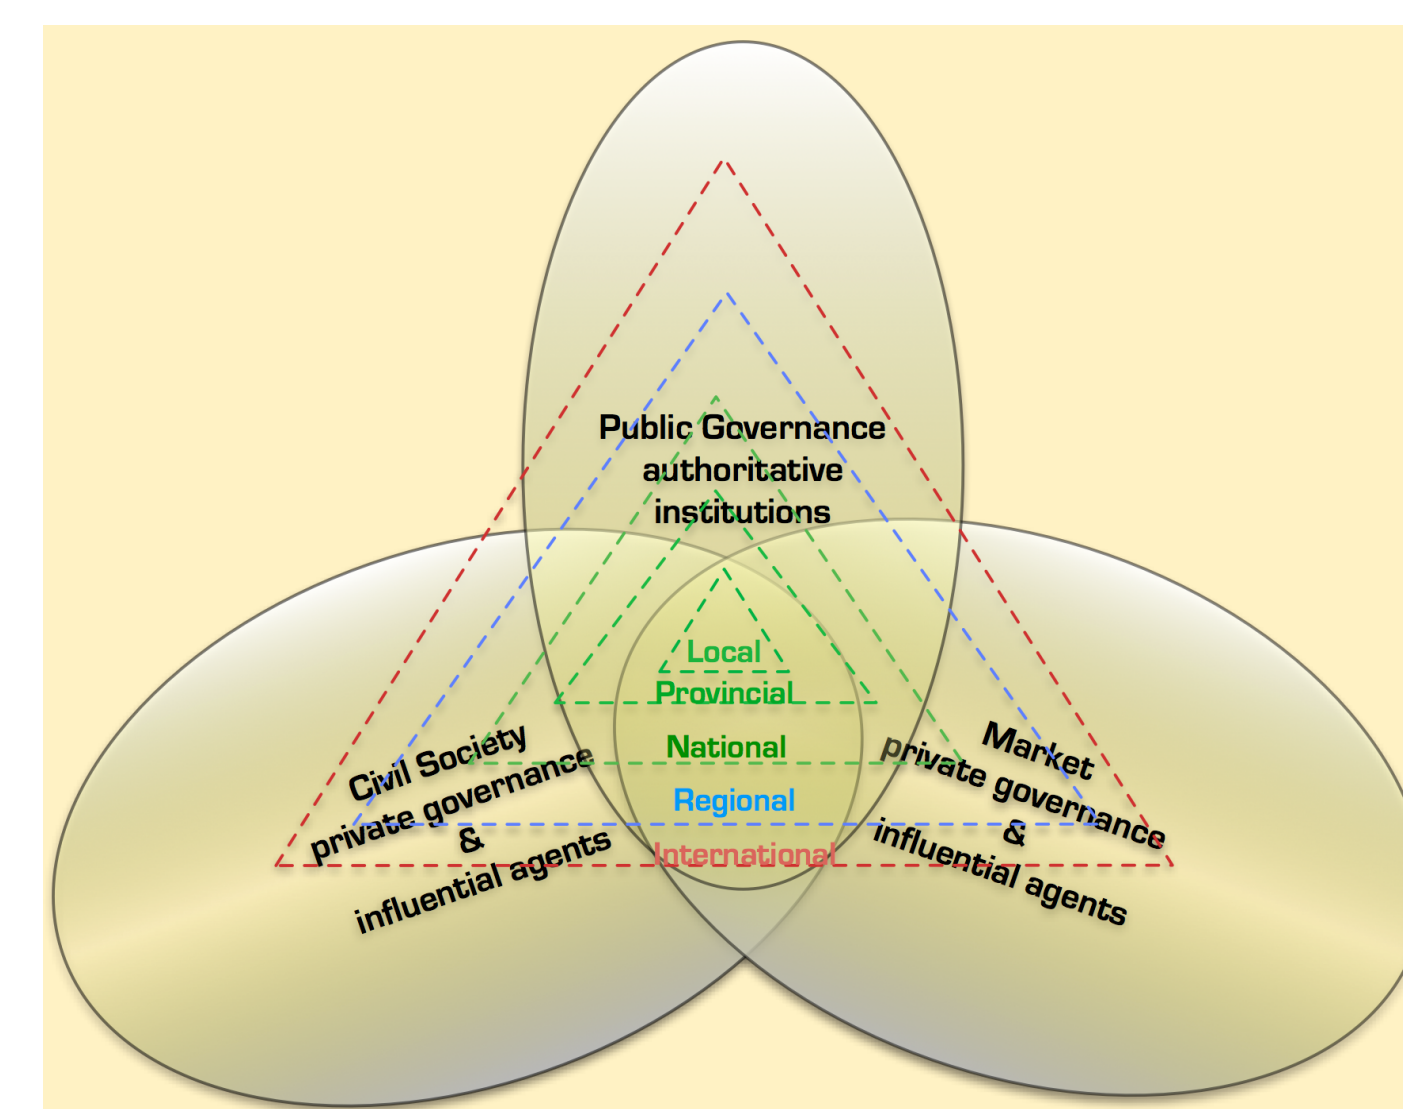 Public Governance
authoritative
institutions
Local
Provincial
National
Regional
International
Civil Society
private governance
&
influential agents
Market
private governance
&
influential agents